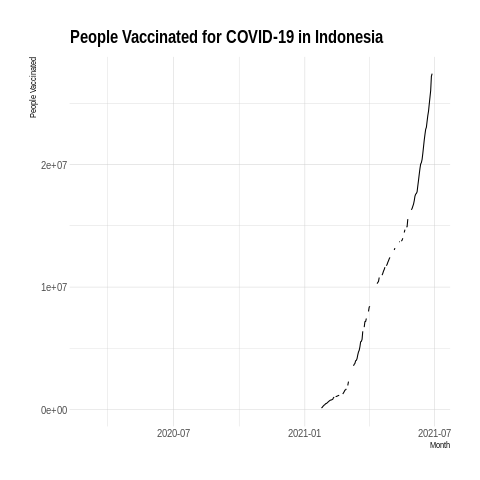 People Vaccinated for COVID-19 in Indonesia
People Vaccinated
2e+07
1e+07
0e+00
2020-07
2021-01
2021-07
Month